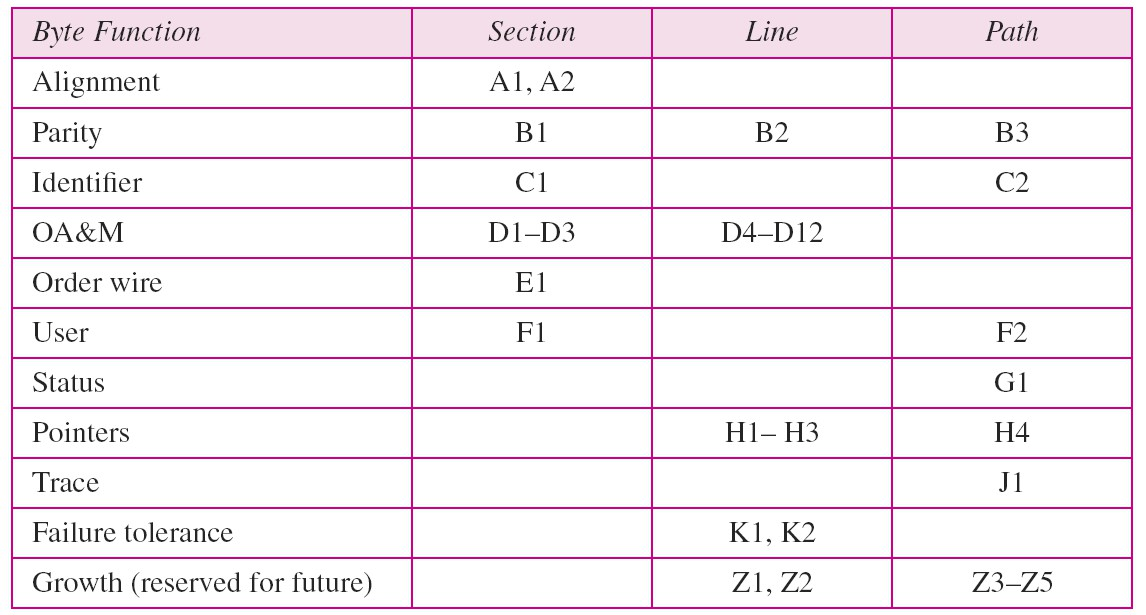 Byte Function Section Line Path
Alignment A1, A2
Parity B1 B2 B3
Identifier C1 C2
OA&M D1–D3 D4–D12
Order wire E1
User F1 F2
Status G1
Pointers H1– H3 H4
Trace J1
Failure tolerance K1, K2
Growth (reserved for future) Z1, Z2 Z3–Z5